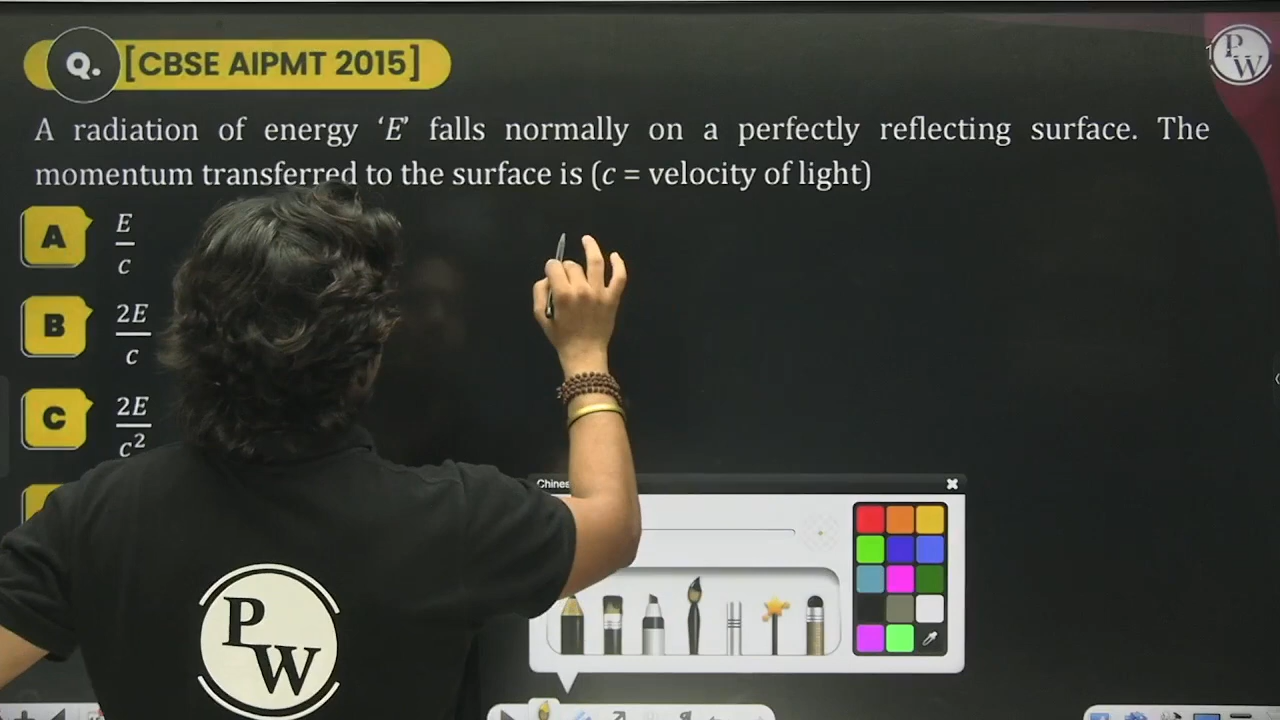 Q. [CBSE AIPMT 2015]
PW
A radiation of energy ‘E’ falls normally on a perfectly reflecting surface. The
momentum transferred to the surface is (c = velocity of light)
A E/c
B 2E/c
C 2E/c²
Chines
PW